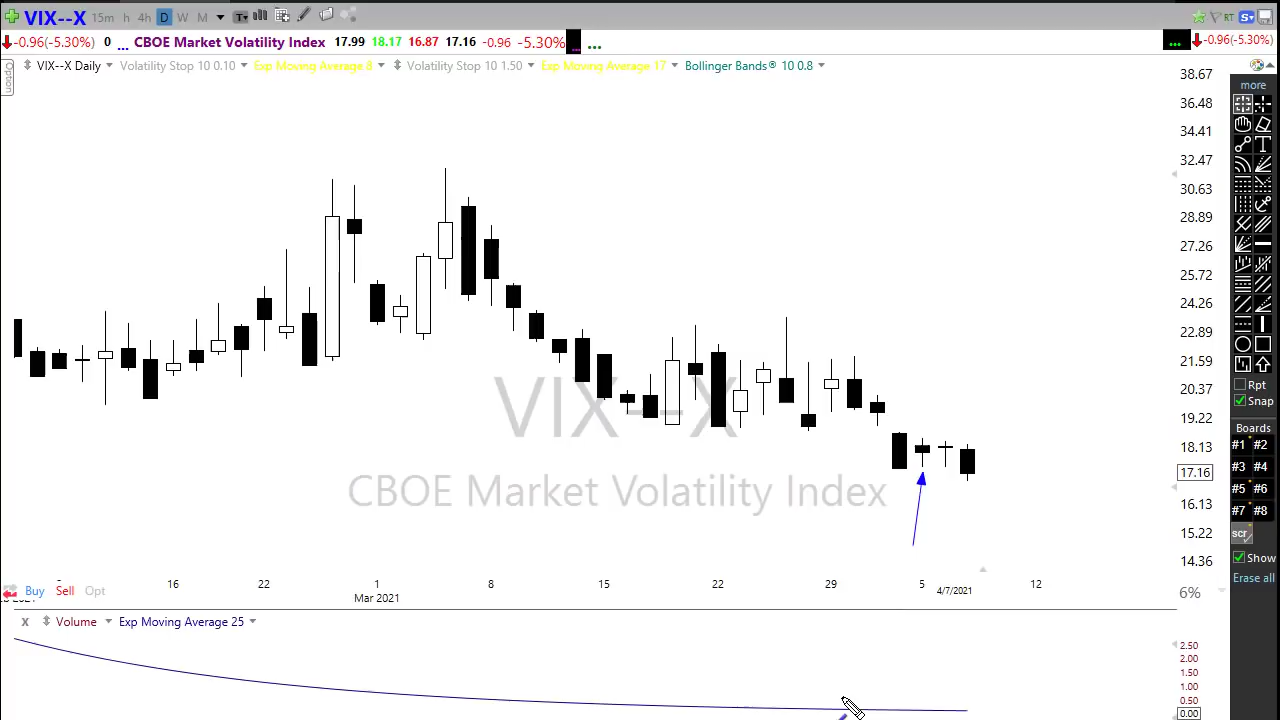 VIX--X 15m h 4h D W M T RT S
-0.96(-5.30%) 0 ... CBOE Market Volatility Index 17.99 18.17 16.87 17.16 -0.96 -5.30% ... ... -0.96(-5.30%)
Option
VIX--X Daily Volatility Stop 10 0.10 Exp Moving Average 8 Volatility Stop 10 1.50 Exp Moving Average 17 Bollinger Bands® 10 0.8
more
38.67
36.48
34.41
32.47
30.63
28.89
27.26
25.72
24.26
22.89
21.59
20.37
19.22
18.13
17.16
16.13
15.22
14.36
VIX--X
CBOE Market Volatility Index
T
Rpt
Snap
Boards
#1 #2
#3 #4
#5 #6
#7 #8
scr
Show
Erase all
16 22 1 8 15 22 29 5 12
Mar 2021 4/7/2021
Buy Sell Opt 6%
x Volume Exp Moving Average 25
2.50
2.00
1.50
1.00
0.50
0.00